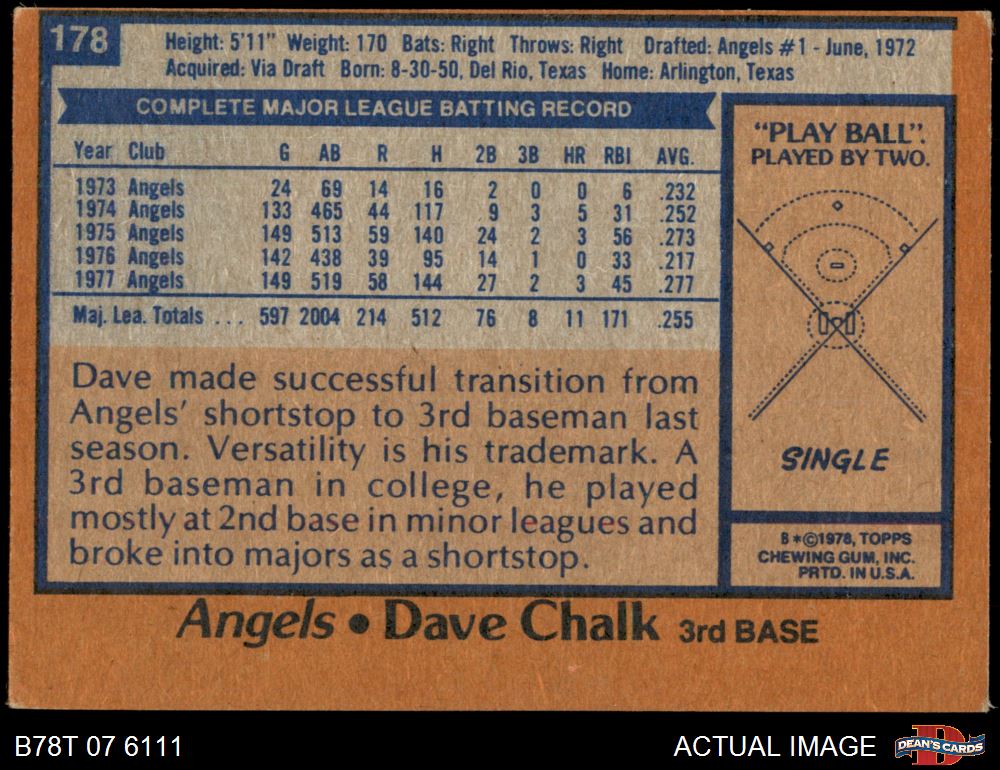 178
Height: 5'11" Weight: 170 Bats: Right Throws: Right Drafted: Angels #1 - June, 1972
Acquired: Via Draft Born: 8-30-50, Del Rio, Texas Home: Arlington, Texas
COMPLETE MAJOR LEAGUE BATTING RECORD
Year Club G AB R H 2B 3B HR RBI AVG.
1973 Angels 24 69 14 16 2 0 0 6 .232
1974 Angels 133 465 44 117 9 3 5 31 .252
1975 Angels 149 513 59 140 24 2 3 56 .273
1976 Angels 142 438 39 95 14 1 0 33 .217
1977 Angels 149 519 58 144 27 2 3 45 .277
Maj. Lea. Totals ... 597 2004 214 512 76 8 11 171 .255
Dave made successful transition from
Angels' shortstop to 3rd baseman last
season. Versatility is his trademark. A
3rd baseman in college, he played
mostly at 2nd base in minor leagues and
broke into majors as a shortstop.
"PLAY BALL".
PLAYED BY TWO.
SINGLE
B*©1978, TOPPS
CHEWING GUM, INC.
PRTD. IN U.S.A.
Angels • Dave Chalk 3rd BASE
B78T 07 6111
ACTUAL IMAGE
DEAN'S CARDS